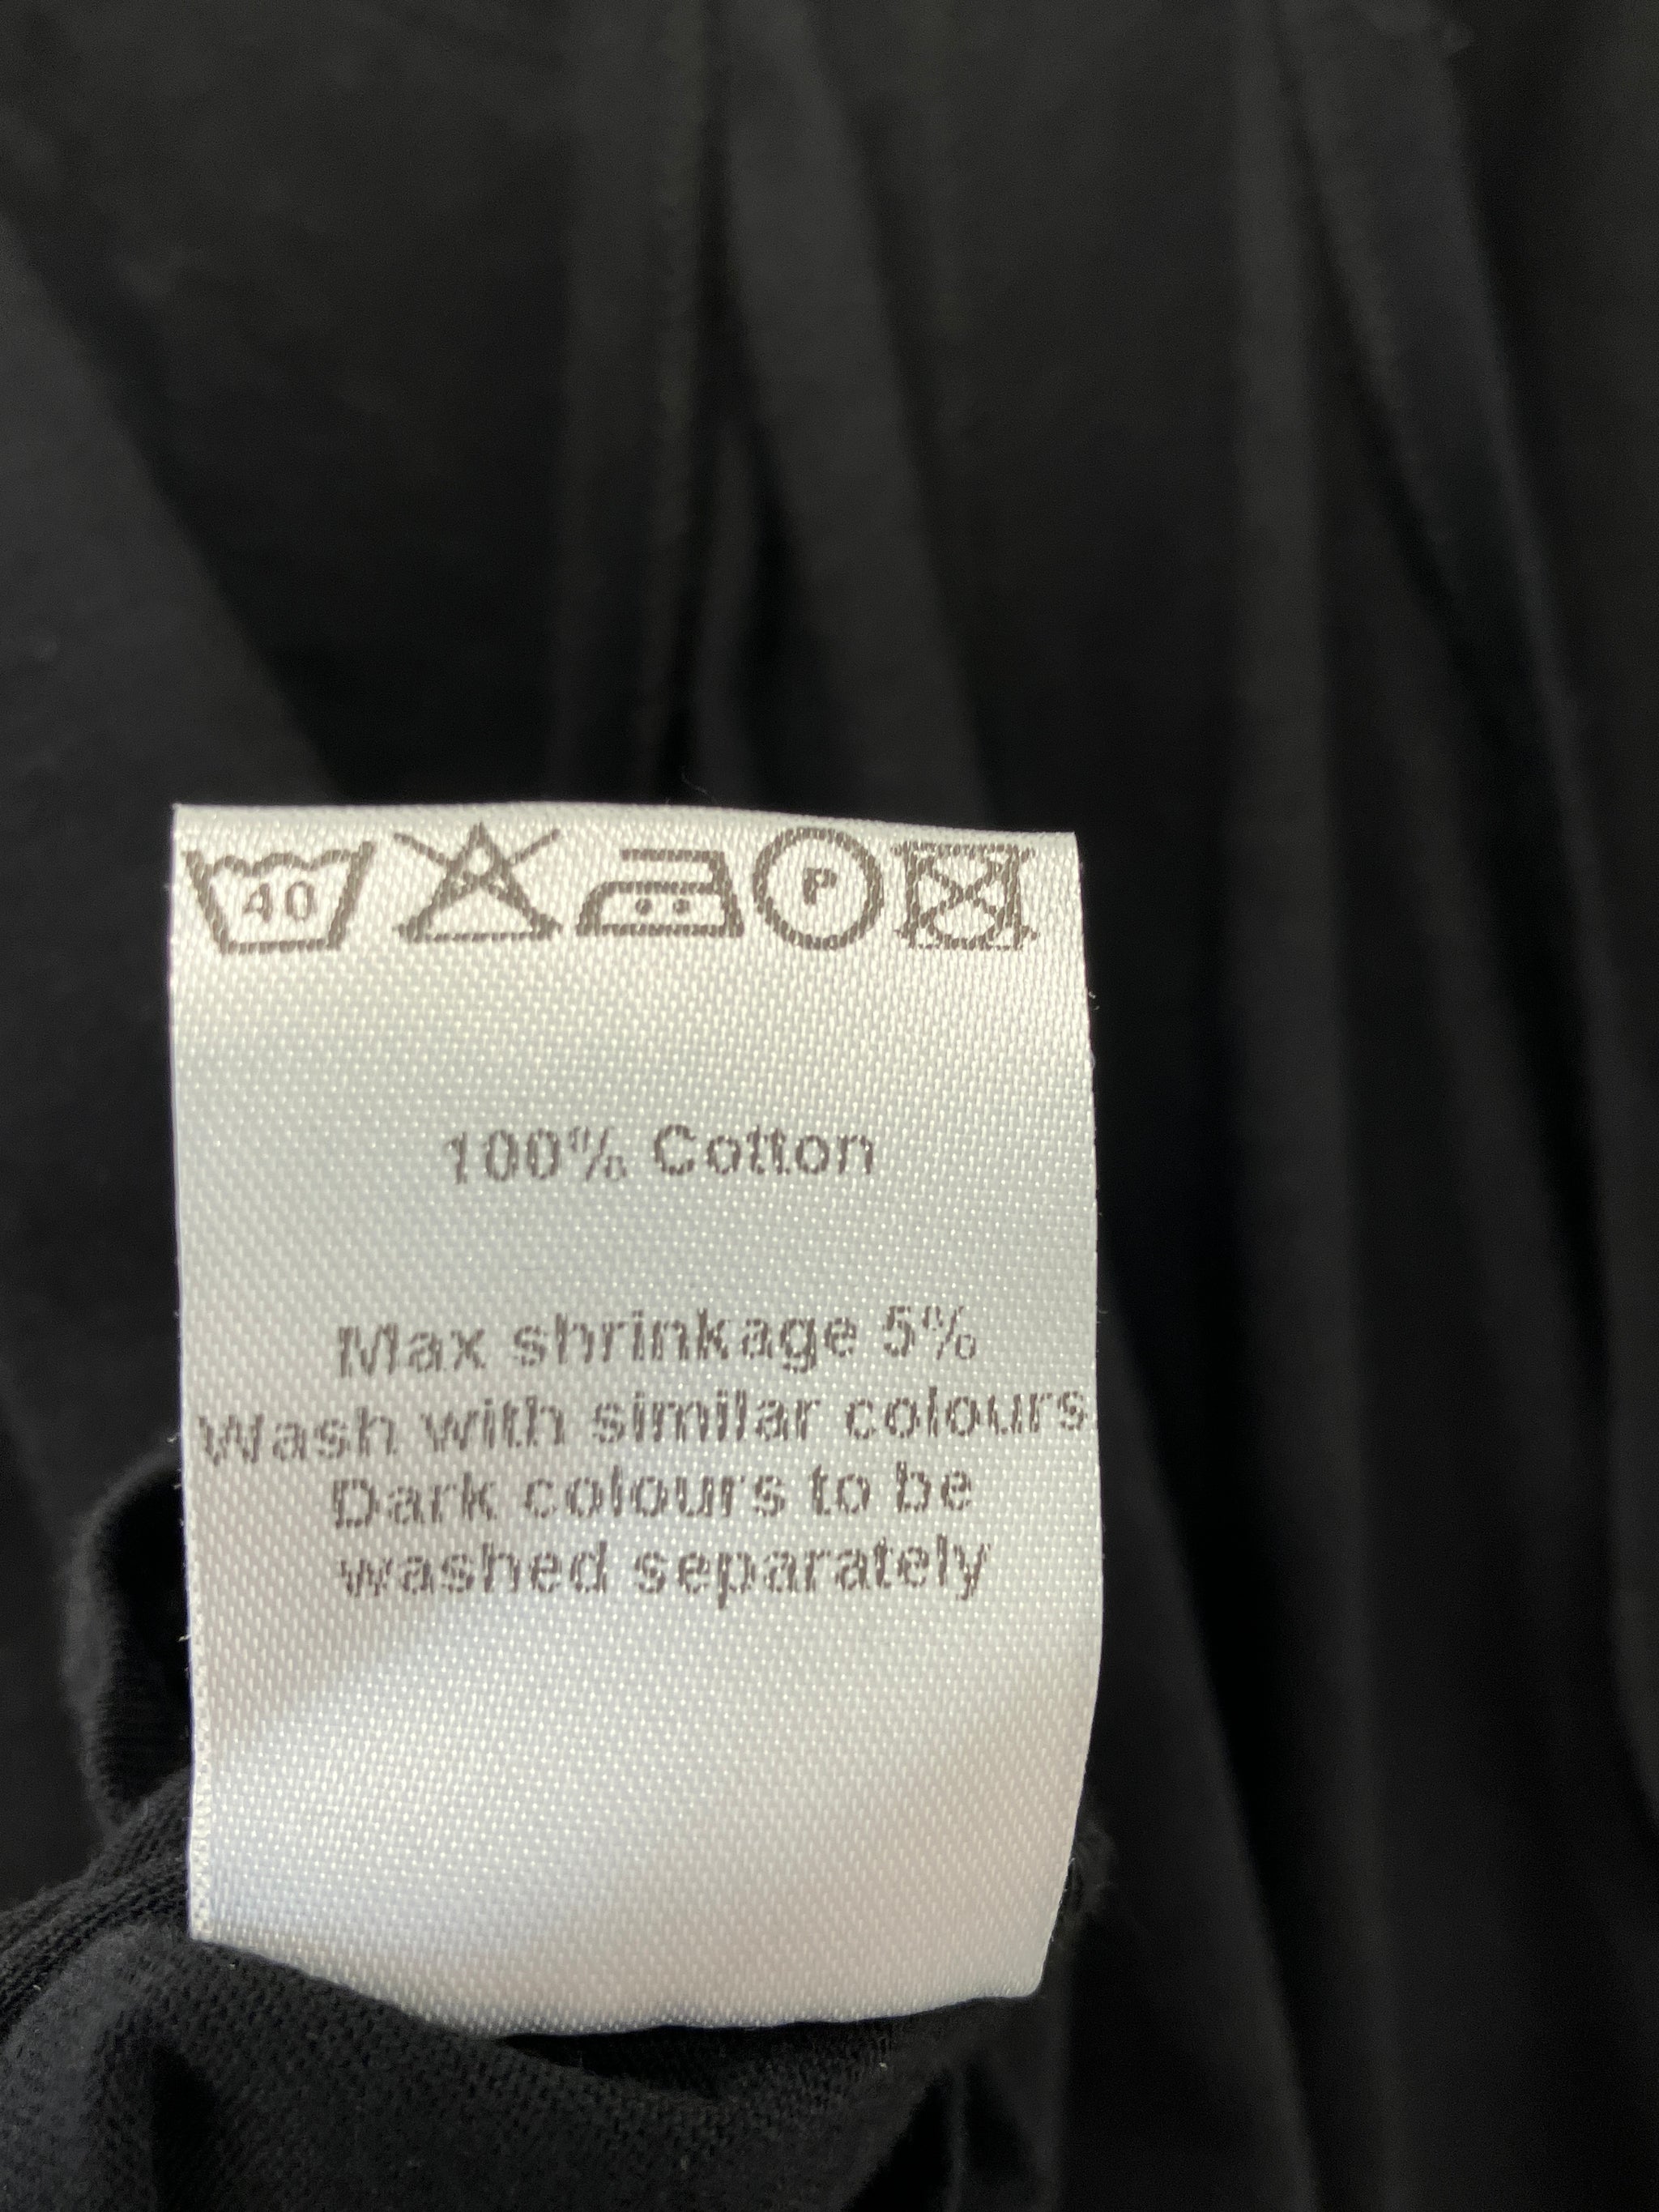 40 P
100% Cotton
Max shrinkage 5%
Wash with similar colours
Dark colours to be
washed separately